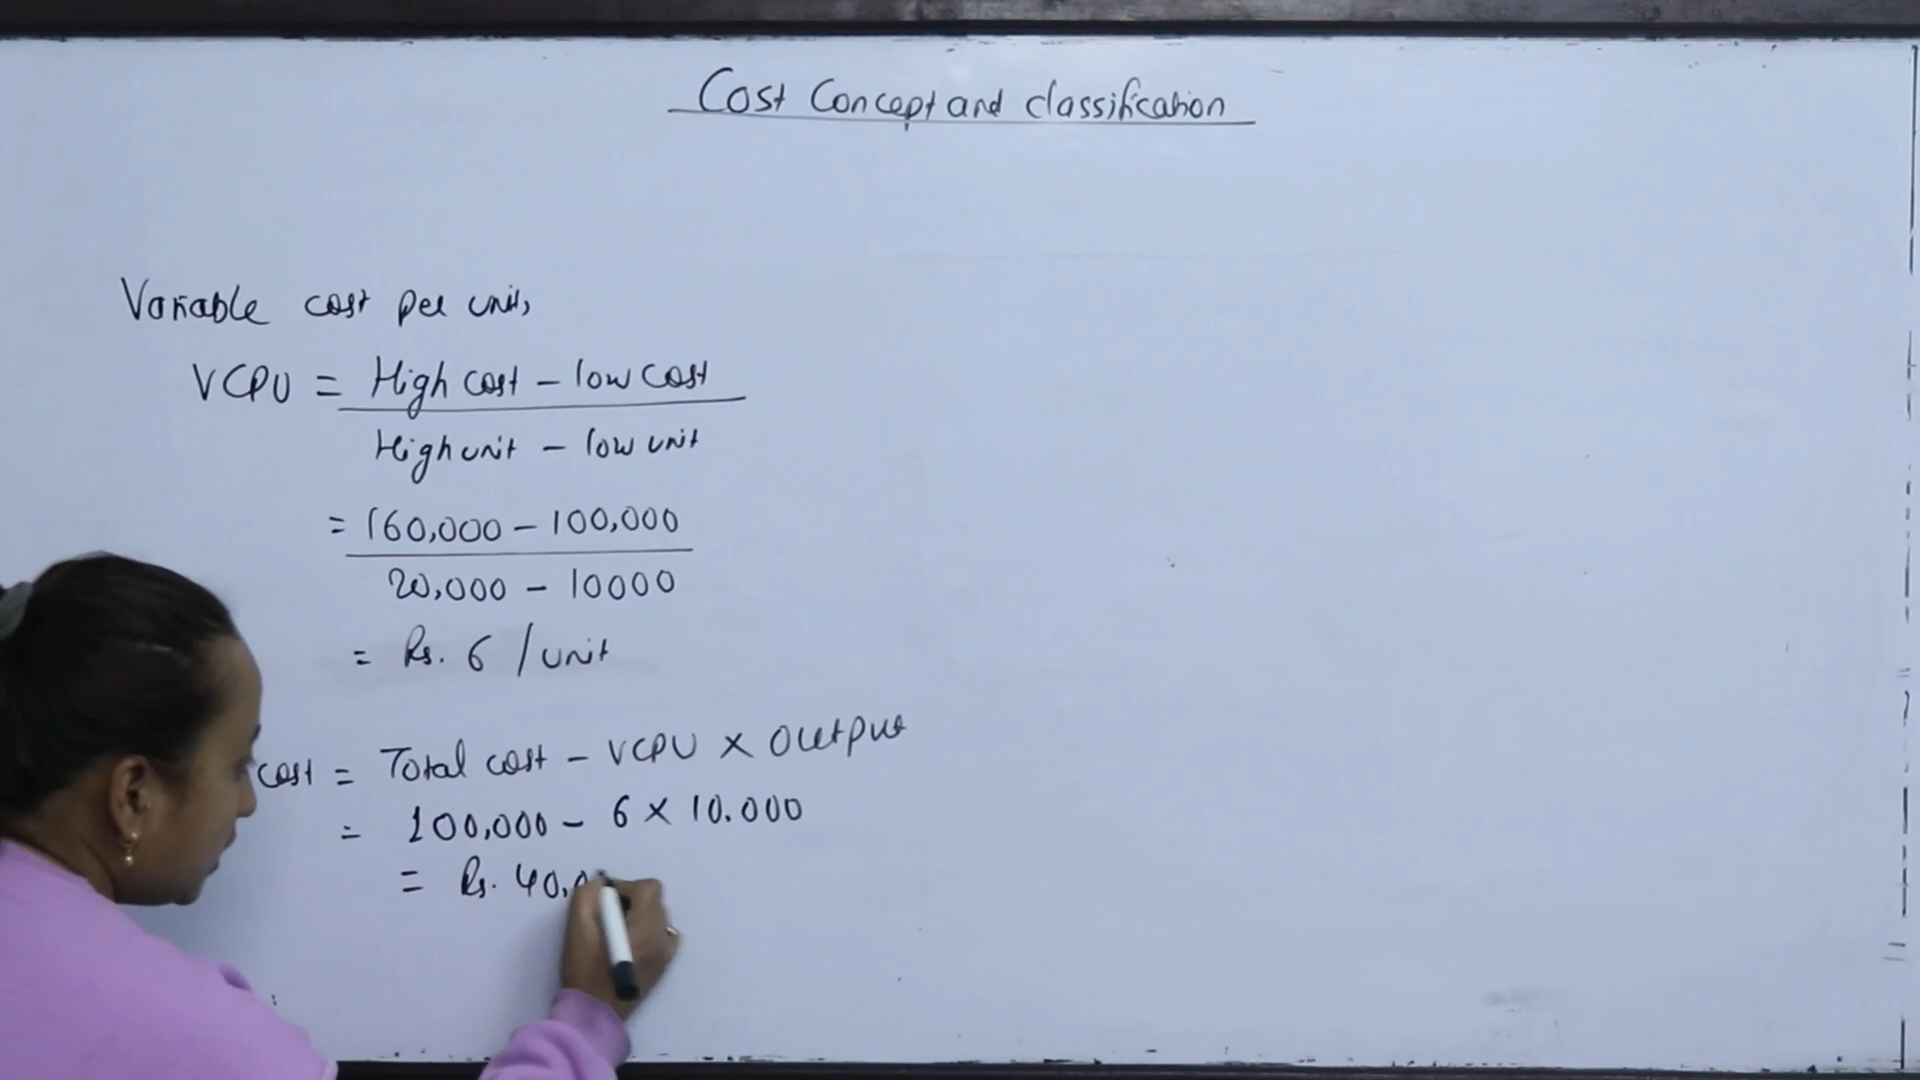 Cost Concept and classification
Variable cost per unit,
VCPU = High cost - low cost
High unit - low unit
= 160,000 - 100,000
20,000 - 10000
= Rs. 6 / unit
cost = Total cost - VCPU × Output
= 100,000 - 6 × 10.000
= Rs. 40,0